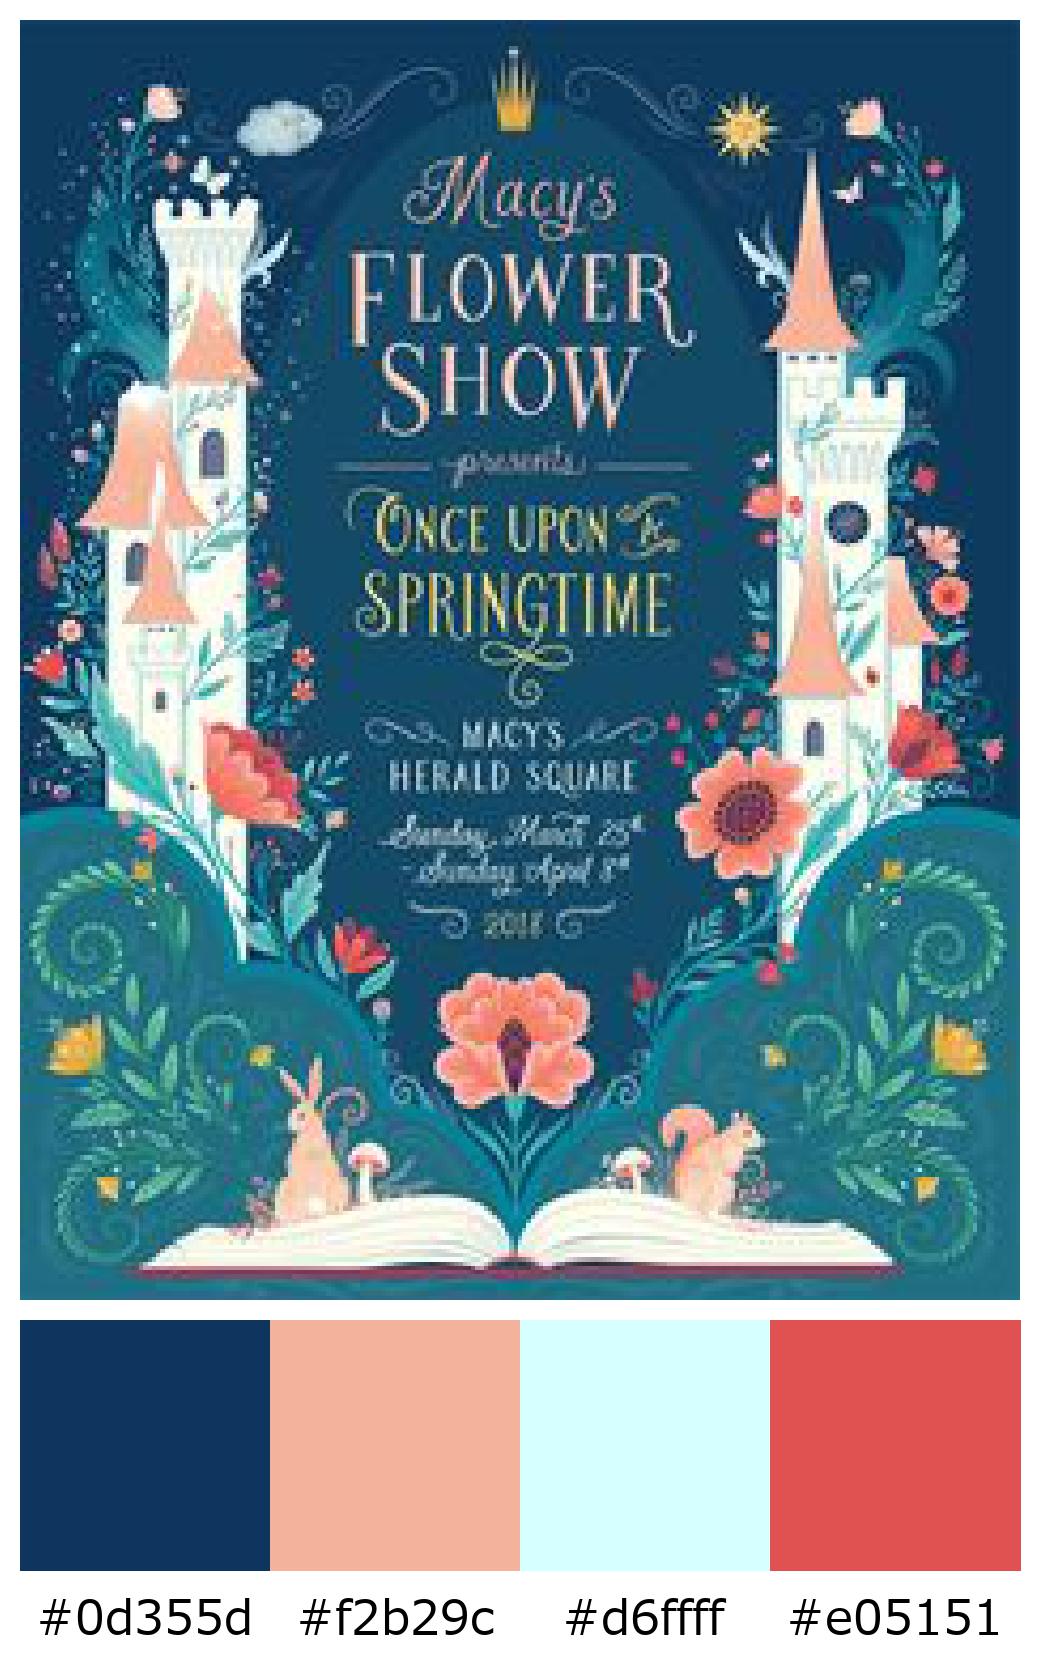 Macy's
FLOWER
SHOW
presents
ONCE UPON a
SPRINGTIME
MACY'S
HERALD SQUARE
Sunday, March 25th
- Sunday, April 8th
2018
#0d355d #f2b29c #d6ffff #e05151